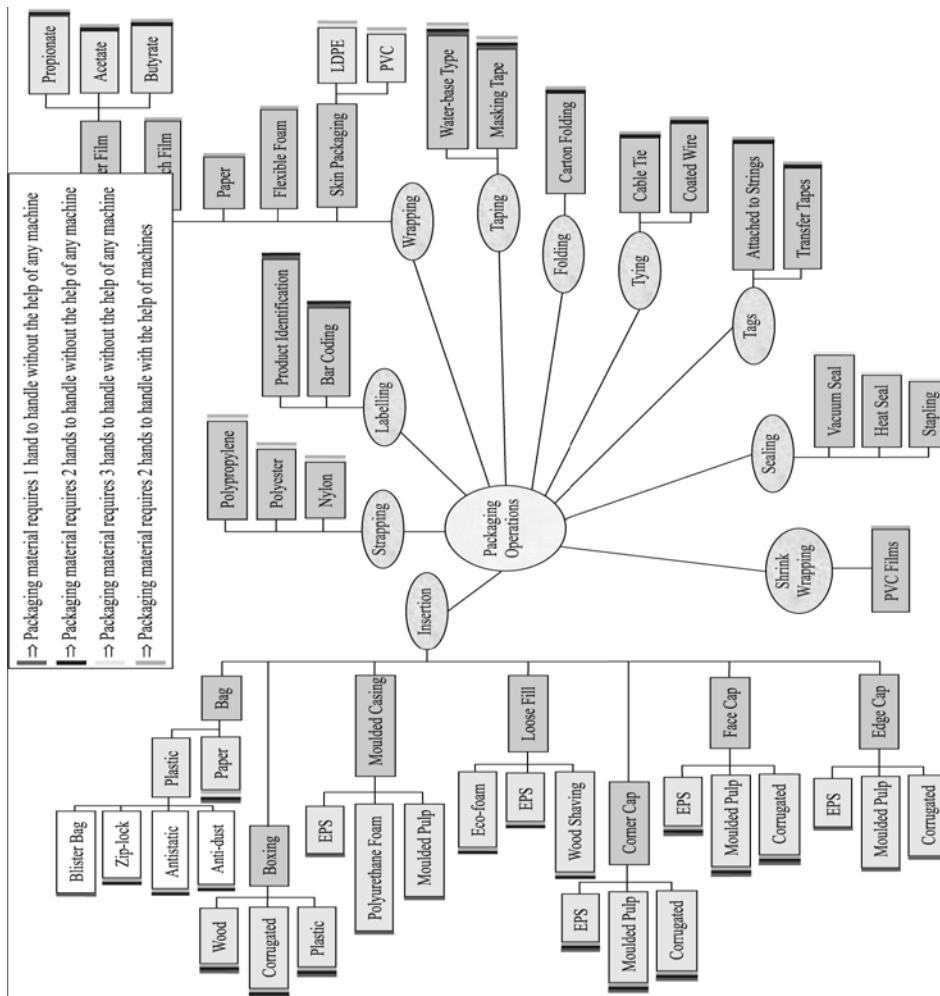 ⇒ Packaging material requires 1 hand to handle without the help of any machine
⇒ Packaging material requires 2 hands to handle without the help of any machine
⇒ Packaging material requires 3 hands to handle without the help of any machine
⇒ Packaging material requires 2 hands to handle with the help of machines
Packaging
Operations
Insertion
Bag
Plastic
Blister Bag
Zip-lock
Antistatic
Anti-dust
Paper
Boxing
Wood
Corrugated
Plastic
Moulded Casing
EPS
Polyurethane Foam
Moulded Pulp
Loose Fill
Eco-foam
EPS
Wood Shaving
Corner Cap
EPS
Moulded Pulp
Corrugated
Face Cap
EPS
Moulded Pulp
Corrugated
Edge Cap
EPS
Moulded Pulp
Corrugated
Strapping
Polypropylene
Polyester
Nylon
Labelling
Product Identification
Bar Coding
Wrapping
er Film
Propionate
Acetate
Butyrate
ch Film
Paper
Flexible Foam
Skin Packaging
LDPE
PVC
Taping
Water-base Type
Masking Tape
Folding
Carton Folding
Tying
Cable Tie
Coated Wire
Tags
Attached to Strings
Transfer Tapes
Sealing
Vacuum Seal
Heat Seal
Stapling
Shrink
Wrapping
PVC Films